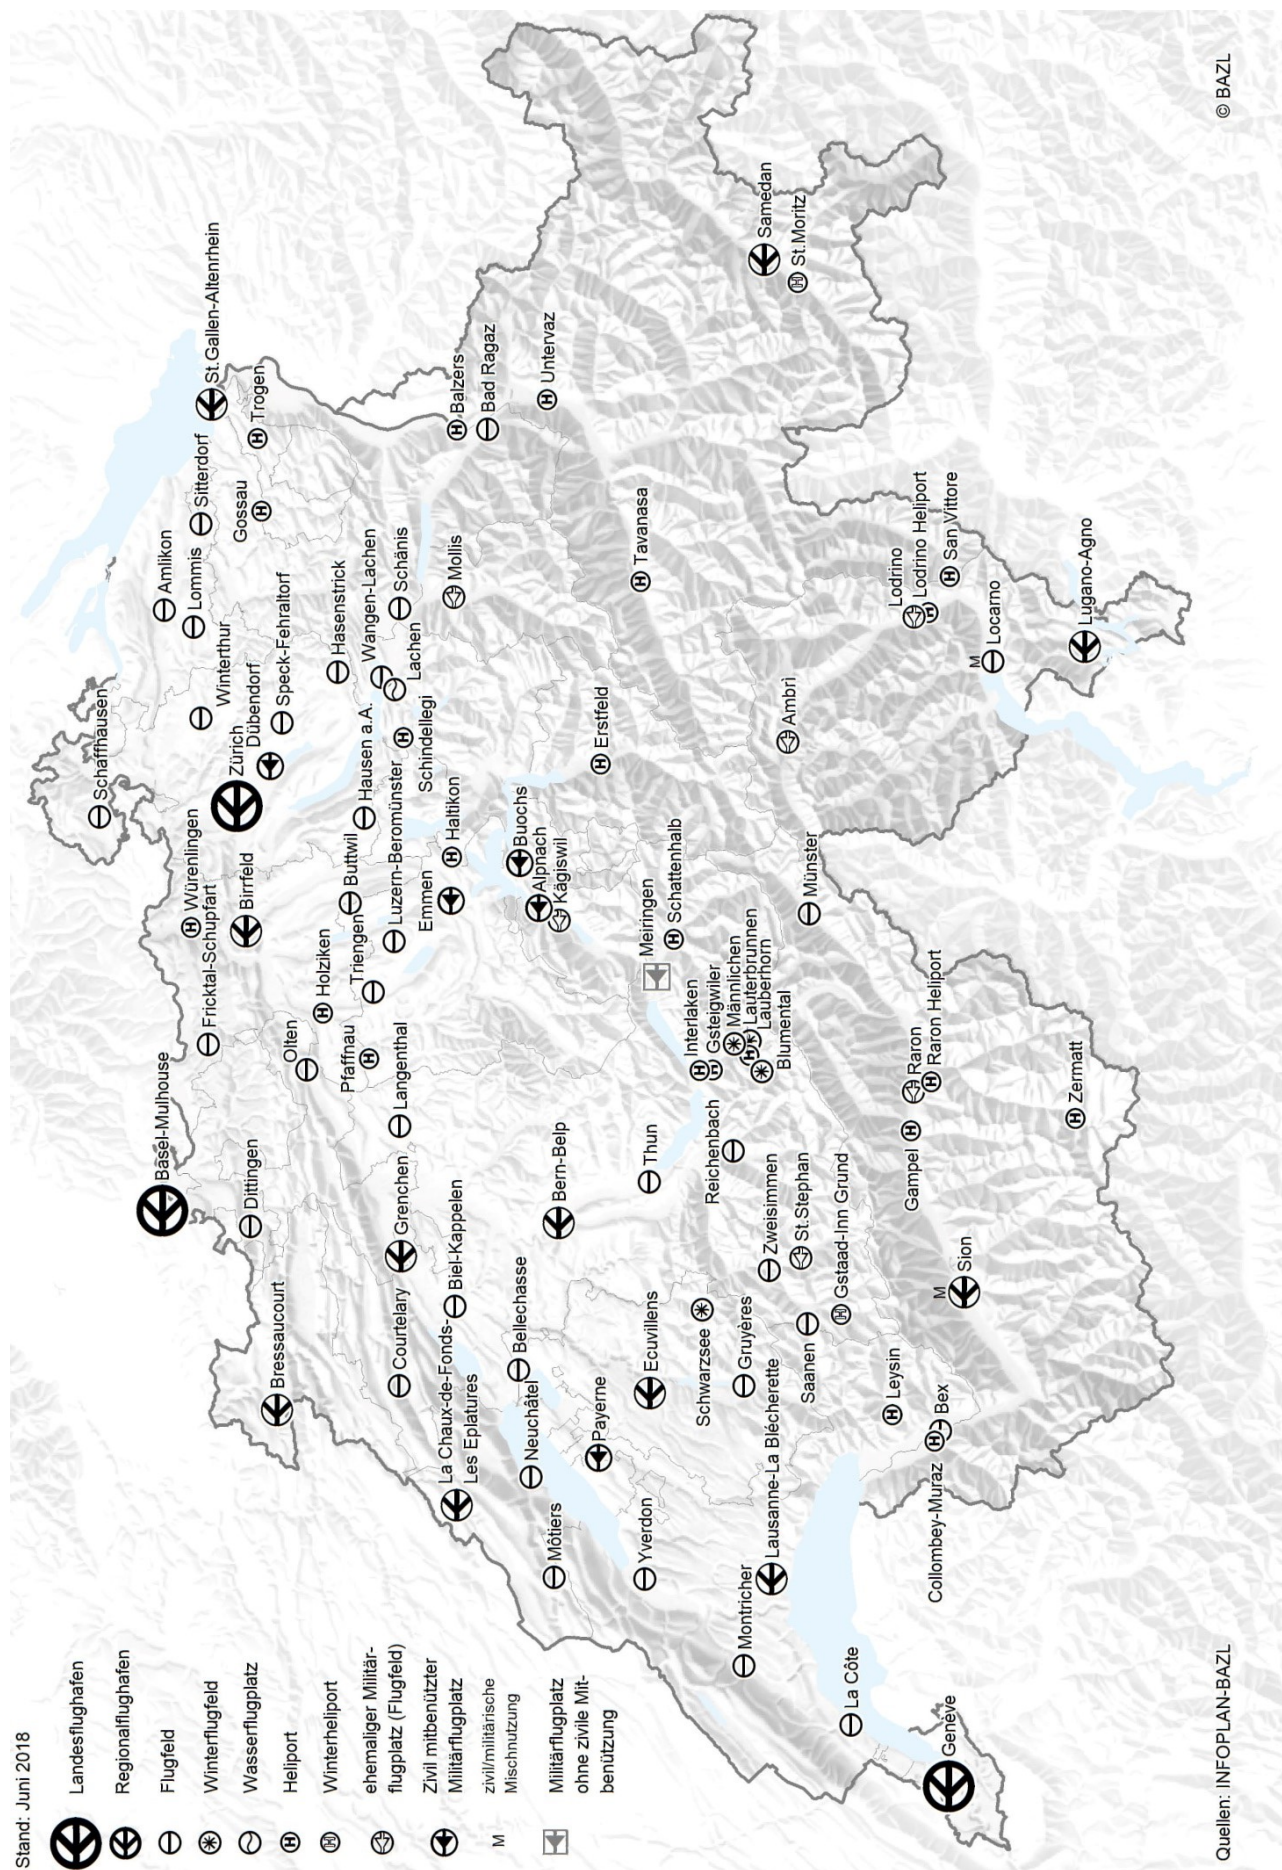 Stand: Juni 2018
Landesflughafen
Regionalflughafen
Flugfeld
Winterflugfeld
Wasserflugplatz
Heliport
Winterheliport
ehemaliger Militär-
flugplatz (Flugfeld)
Zivil mitbenützter
Militärflugplatz
M
zivil/militärische
Mischnutzung
Militärflugplatz
ohne zivile Mit-
benützung
Schaffhausen
Basel-Mulhouse
Amlikon
Lommis
Sitterdorf
St.Gallen-Altenrhein
Würenlingen
Fricktal-Schupfart
Winterthur
Zürich
Dübendorf
Birrfeld
Dittingen
Gossau
Trogen
Speck-Fehraltorf
Bressaucourt
Olten
Holziken
Hasenstrick
Buttwil
Hausen a.A.
Wangen-Lachen
Lachen
Schänis
Pfaffnau
Triengen
Luzern-Beromünster
Schindellegi
Langenthal
Grenchen
Courtelary
Emmen
Haltikon
Mollis
Balzers
Biel-Kappelen
La Chaux-de-Fonds-
Les Eplatures
Bad Ragaz
Bellechasse
Buochs
Neuchâtel
Alpnach
Kägiswil
Untervaz
Môtiers
Bern-Belp
Payerne
Erstfeld
Tavanasa
Yverdon
Ecuvillens
Thun
Meiringen
Schattenhalb
Schwarzsee
Interlaken
Gsteigwiler
Männlichen
Lauterbrunnen
Lauberhorn
Blumental
Reichenbach
Gruyères
Montricher
Lausanne-La Blécherette
Zweisimmen
St.Stephan
Samedan
St.Moritz
Ambri
Münster
Saanen
Gstaad-Inn Grund
La Côte
Leysin
Gampel
Raron
Raron Heliport
Lodrino
Lodrino Heliport
San Vittore
Bex
Collombey-Muraz
Genève
M
Sion
M
Locarno
Zermatt
Lugano-Agno
Quellen: INFOPLAN-BAZL
© BAZL